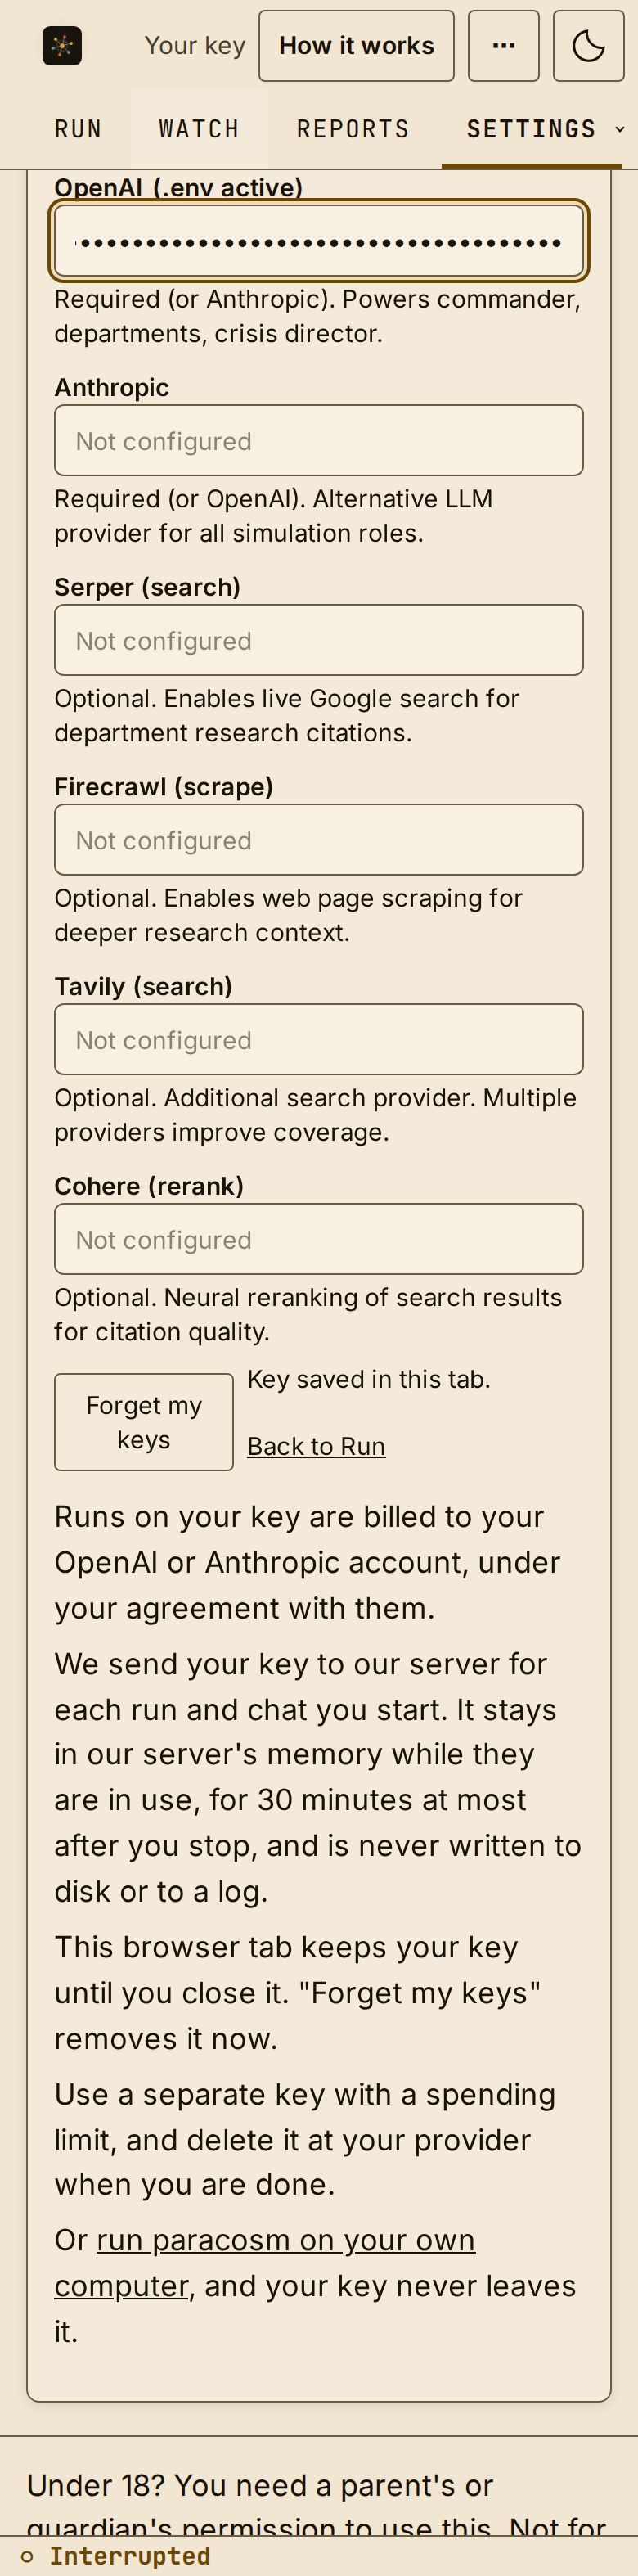 Your key
How it works
···
RUN
WATCH
REPORTS
SETTINGS
OpenAI (.env active)
Required (or Anthropic). Powers commander,
departments, crisis director.
Anthropic
Not configured
Required (or OpenAI). Alternative LLM
provider for all simulation roles.
Serper (search)
Not configured
Optional. Enables live Google search for
department research citations.
Firecrawl (scrape)
Not configured
Optional. Enables web page scraping for
deeper research context.
Tavily (search)
Not configured
Optional. Additional search provider. Multiple
providers improve coverage.
Cohere (rerank)
Not configured
Optional. Neural reranking of search results
for citation quality.
Forget my
keys
Key saved in this tab.
Back to Run
Runs on your key are billed to your
OpenAI or Anthropic account, under
your agreement with them.
We send your key to our server for
each run and chat you start. It stays
in our server's memory while they
are in use, for 30 minutes at most
after you stop, and is never written to
disk or to a log.
This browser tab keeps your key
until you close it. "Forget my keys"
removes it now.
Use a separate key with a spending
limit, and delete it at your provider
when you are done.
Or run paracosm on your own
computer, and your key never leaves
it.
Under 18? You need a parent's or
guardian's permission to use this. Not for
Interrupted